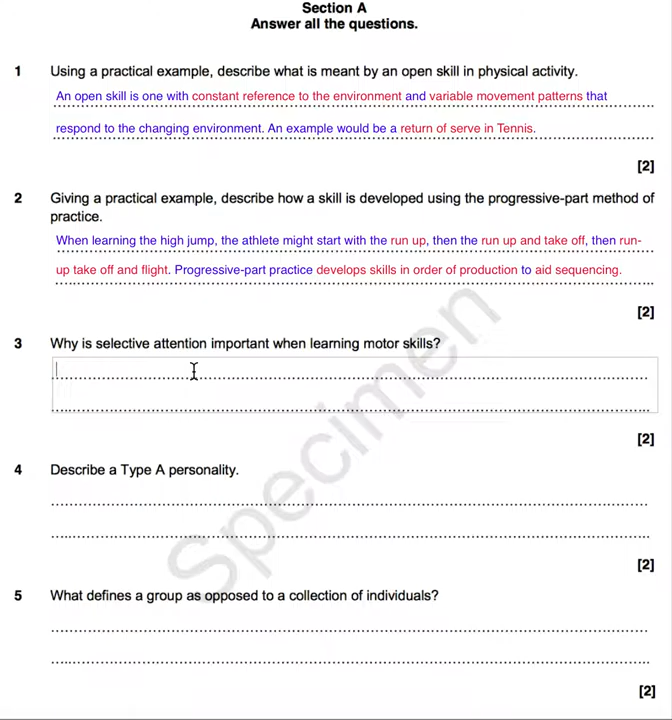 Section A
Answer all the questions.
1 Using a practical example, describe what is meant by an open skill in physical activity.
An open skill is one with constant reference to the environment and variable movement patterns that
respond to the changing environment. An example would be a return of serve in Tennis.
[2]
2 Giving a practical example, describe how a skill is developed using the progressive-part method of
practice.
When learning the high jump, the athlete might start with the run up, then the run up and take off, then run-
up take off and flight. Progressive-part practice develops skills in order of production to aid sequencing.
[2]
3 Why is selective attention important when learning motor skills?
[2]
4 Describe a Type A personality.
[2]
5 What defines a group as opposed to a collection of individuals?
[2]
Specimen